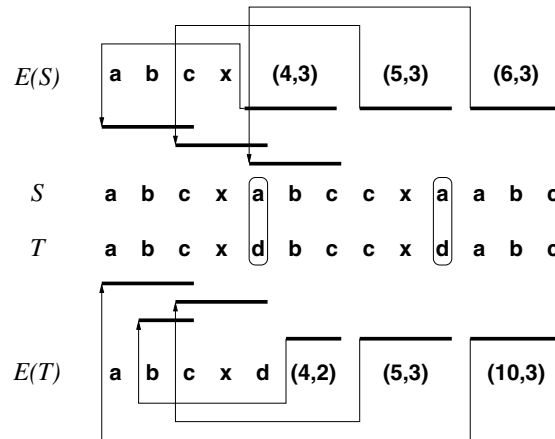 E(S) a b c x (4,3) (5,3) (6,3)
S a b c x a b c c x a a b c
T a b c x d b c c x d a b c
E(T) a b c x d (4,2) (5,3) (10,3)